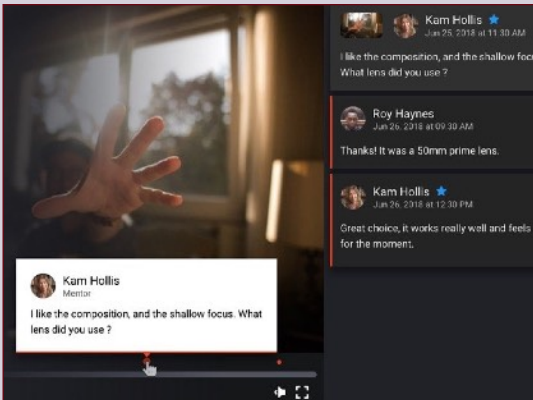 Kam Hollis
Jun 25, 2018 at 11:30 AM
I like the composition, and the shallow focu
What lens did you use ?
Roy Haynes
Jun 26, 2018 at 09:30 AM
Thanks! It was a 50mm prime lens.
Kam Hollis
Jun 26, 2018 at 12:30 PM
Great choice, it works really well and feels
for the moment.
Kam Hollis
Mentor
I like the composition, and the shallow focus. What
lens did you use ?